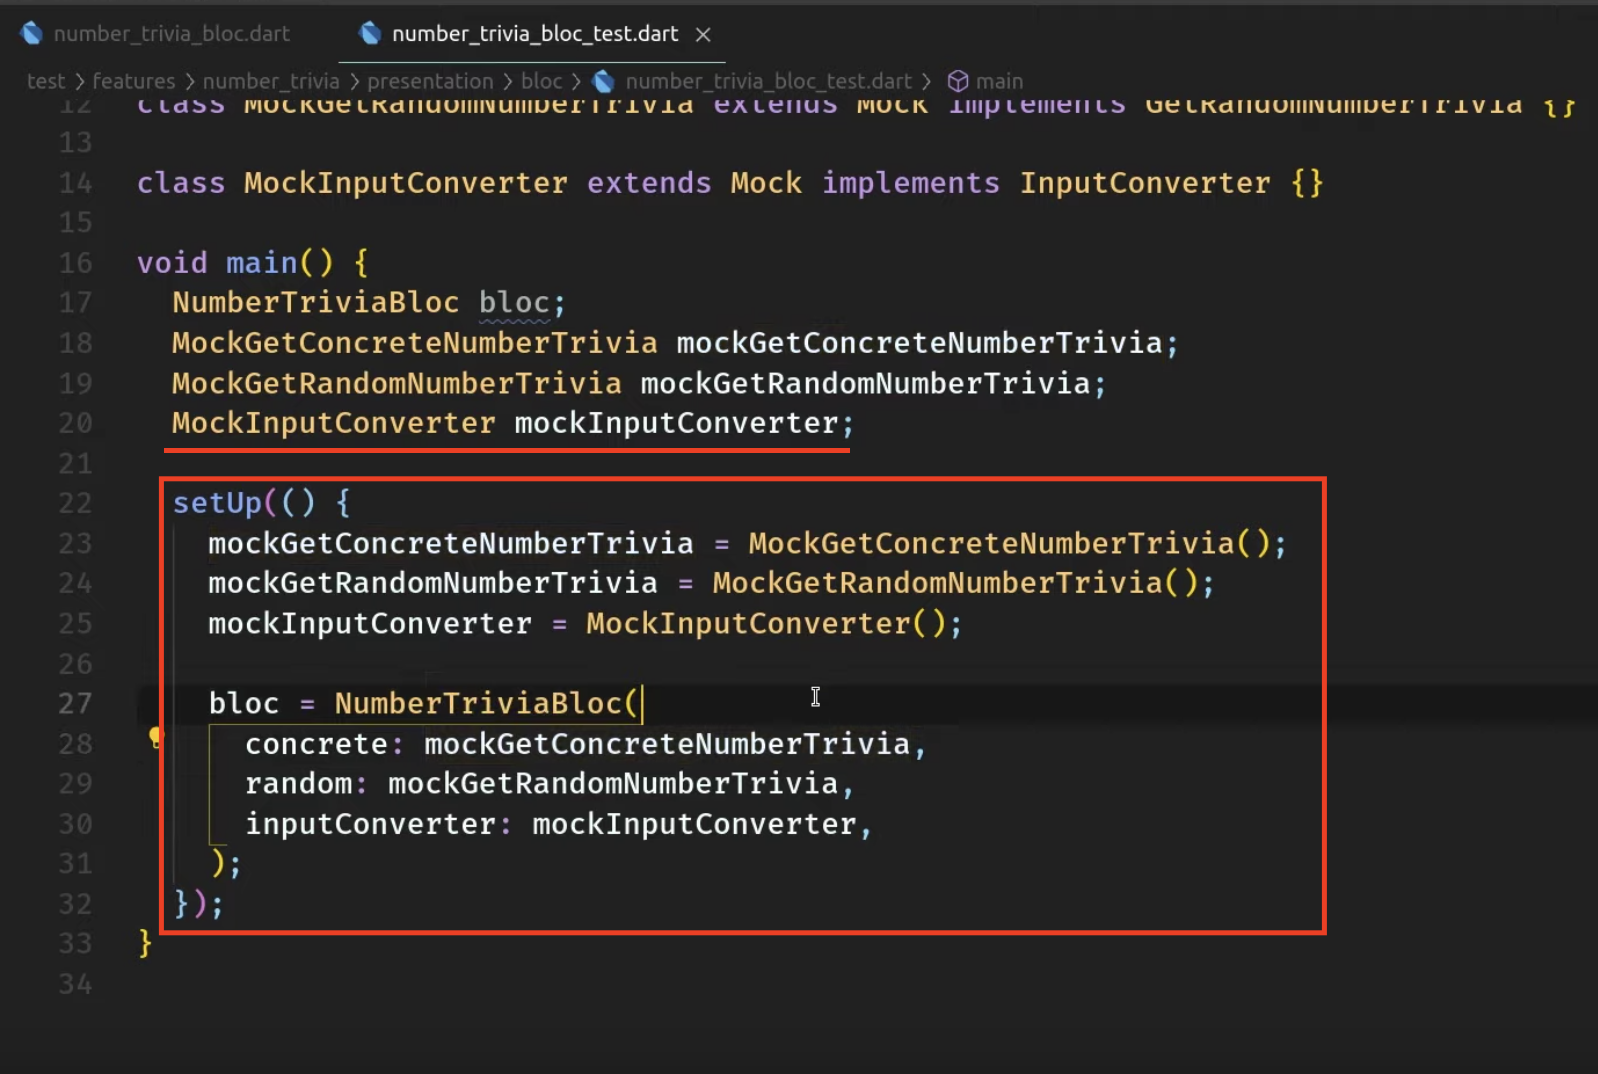 number_trivia_bloc.dart number_trivia_bloc_test.dart
test > features > number_trivia > presentation > bloc > number_trivia_bloc_test.dart > main
12 class MockGetRandomNumberTrivia extends Mock implements GetRandomNumberTrivia {}
13
14 class MockInputConverter extends Mock implements InputConverter {}
15
16 void main() {
17 NumberTriviaBloc bloc;
18 MockGetConcreteNumberTrivia mockGetConcreteNumberTrivia;
19 MockGetRandomNumberTrivia mockGetRandomNumberTrivia;
20 MockInputConverter mockInputConverter;
21
22 setUp(() {
23 mockGetConcreteNumberTrivia = MockGetConcreteNumberTrivia();
24 mockGetRandomNumberTrivia = MockGetRandomNumberTrivia();
25 mockInputConverter = MockInputConverter();
26
27 bloc = NumberTriviaBloc(
28 concrete: mockGetConcreteNumberTrivia,
29 random: mockGetRandomNumberTrivia,
30 inputConverter: mockInputConverter,
31 );
32 });
33 }
34